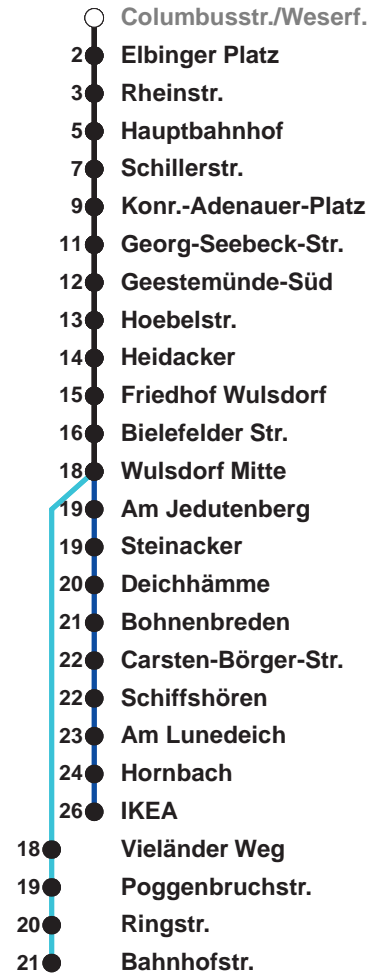 Columbusstr./Weserf.
2 Elbinger Platz
3 Rheinstr.
5 Hauptbahnhof
7 Schillerstr.
9 Konr.-Adenauer-Platz
11 Georg-Seebeck-Str.
12 Geestemünde-Süd
13 Hoebelstr.
14 Heidacker
15 Friedhof Wulsdorf
16 Bielefelder Str.
18 Wulsdorf Mitte
19 Am Jedutenberg
19 Steinacker
20 Deichhämme
21 Bohnenbreden
22 Carsten-Börger-Str.
22 Schiffshören
23 Am Lunedeich
24 Hornbach
26 IKEA
18 Vieländer Weg
19 Poggenbruchstr.
20 Ringstr.
21 Bahnhofstr.